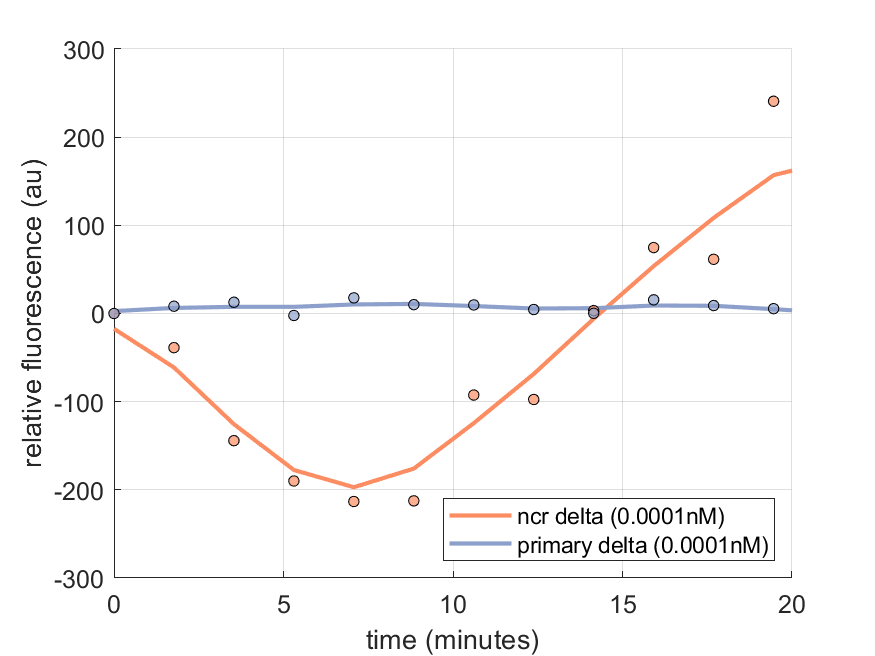 300
200
100
0
-100
-200
-300
0 5 10 15 20
relative fluorescence (au)
time (minutes)
ncr delta (0.0001nM)
primary delta (0.0001nM)